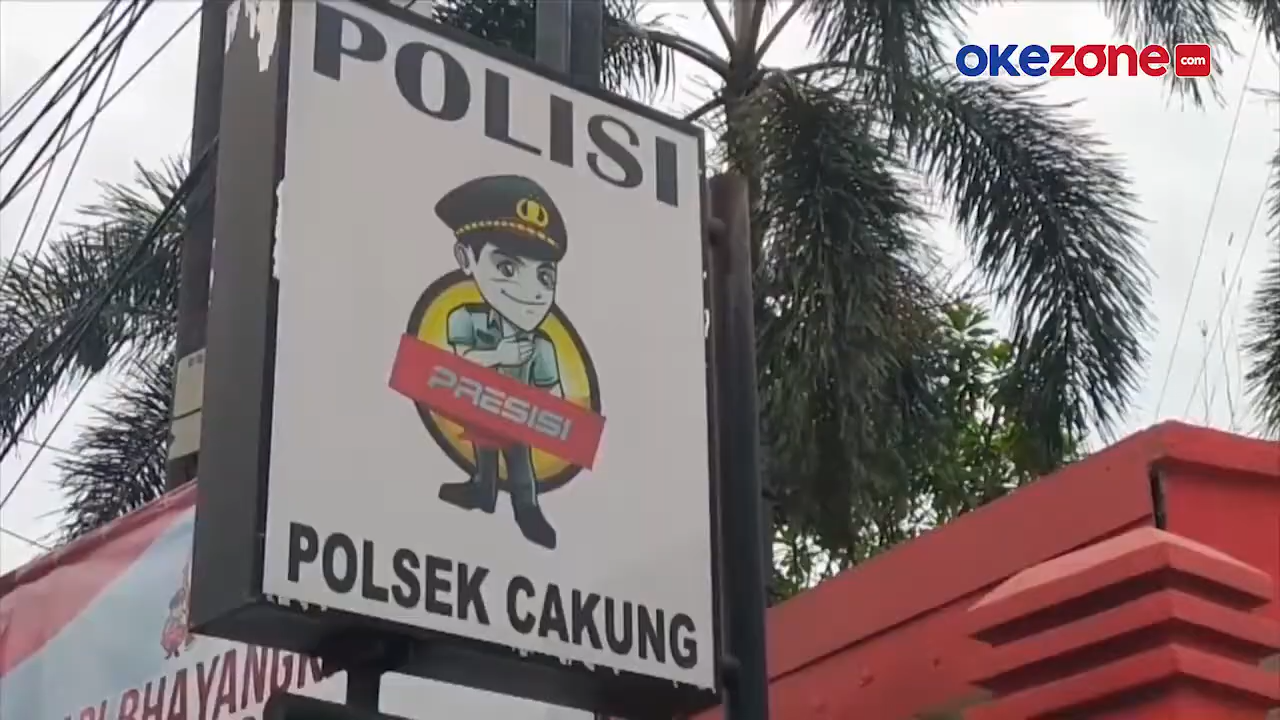 POLISI
OKEZONE.com
PRESISI
POLSEK CAKUNG
BHAYANGK